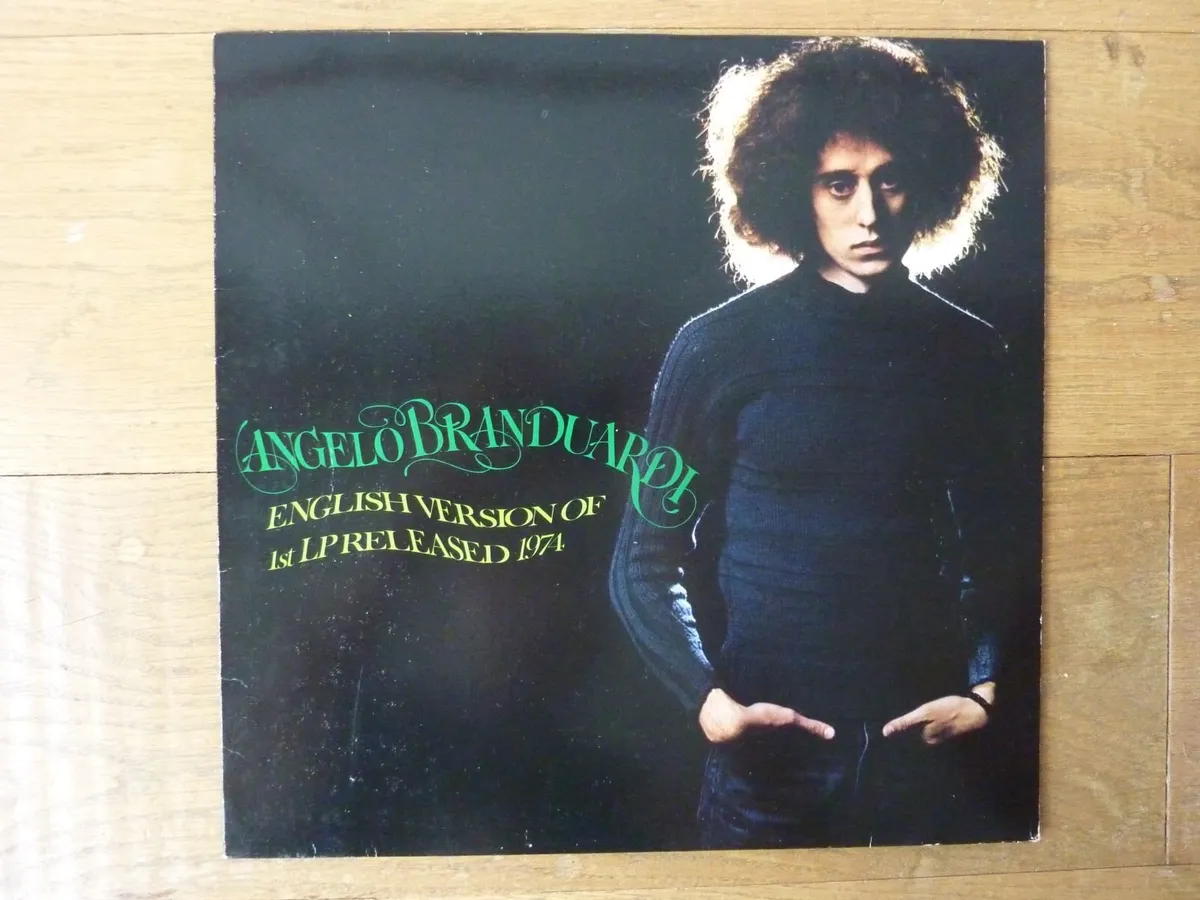 ANGELO BRANDUARDI
ENGLISH VERSION OF
1st LP RELEASED 1974.